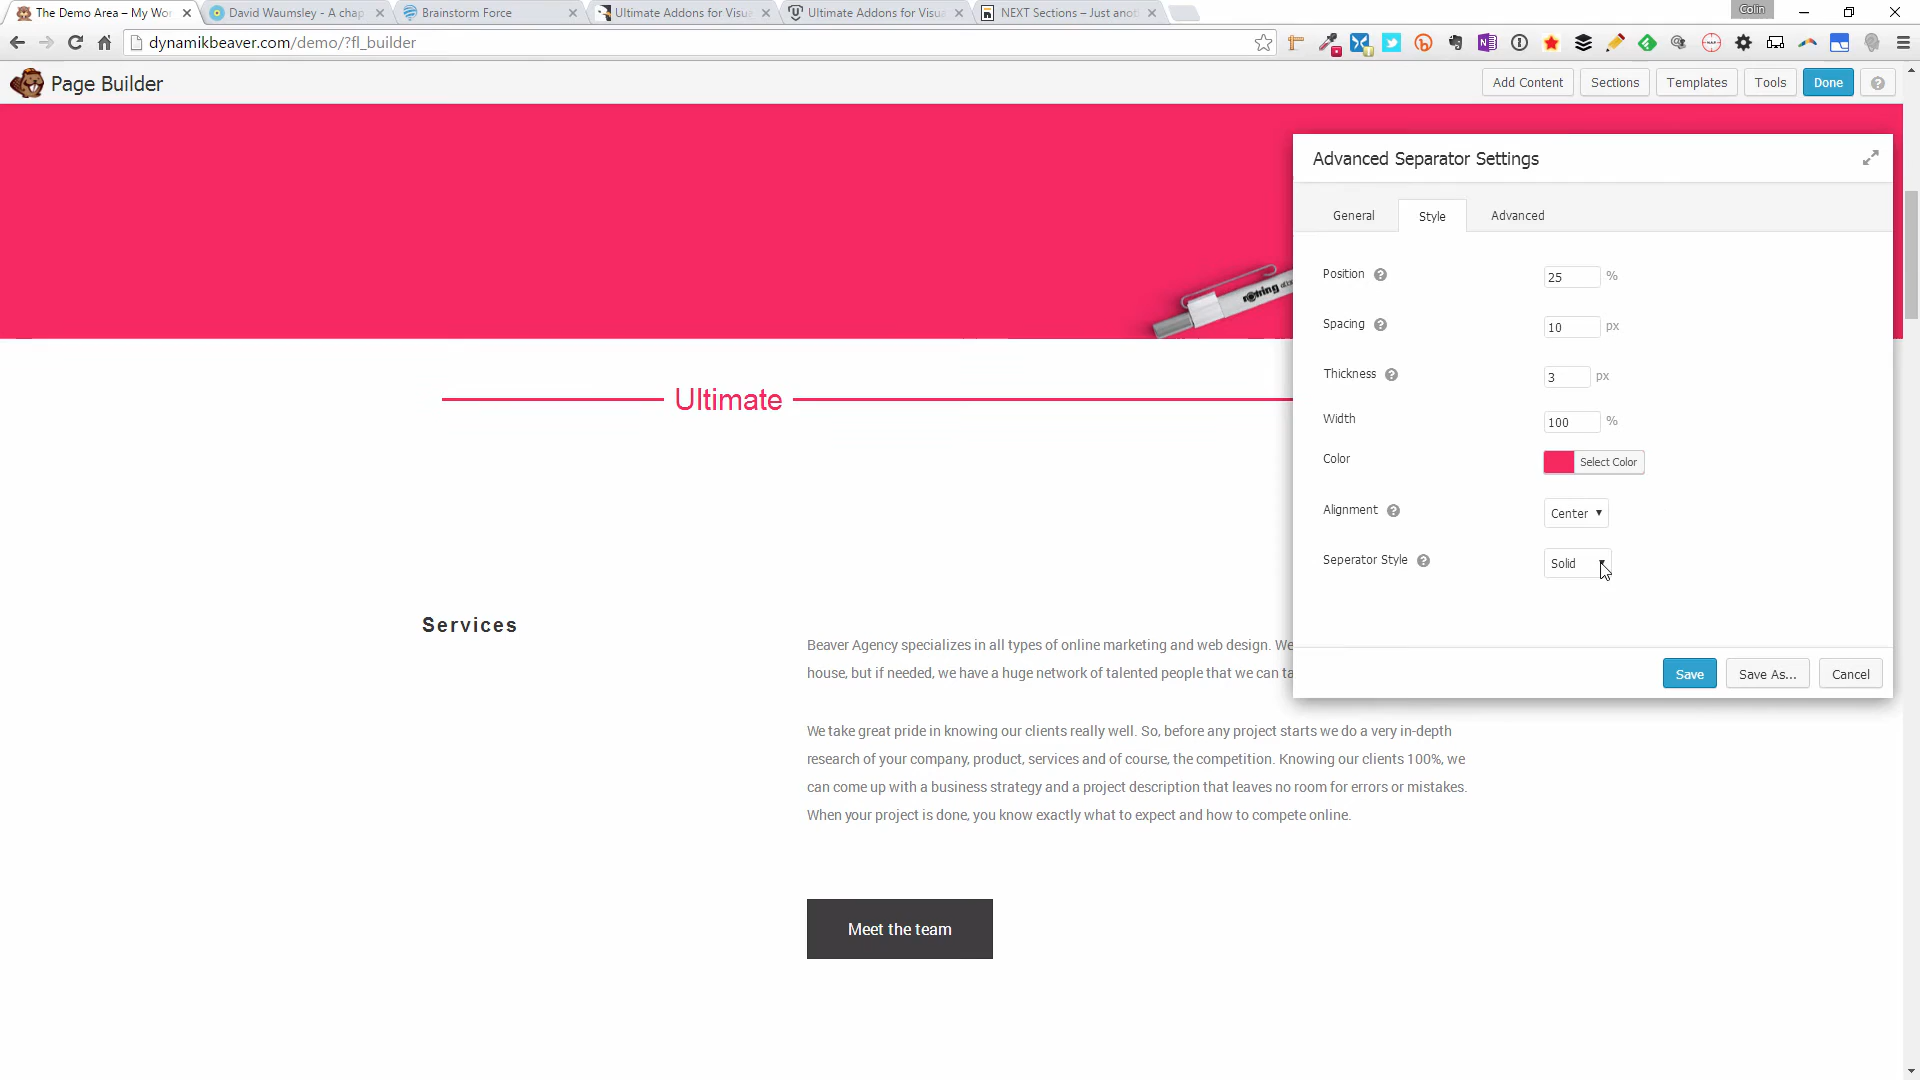 The Demo Area – My Wo
David Waumsley - A chap
Brainstorm Force
Ultimate Addons for Visu
Ultimate Addons for Visu
NEXT Sections – Just anot
Colin
dynamikbeaver.com/demo/?fl_builder
Page Builder
Add Content
Sections
Templates
Tools
Done
Advanced Separator Settings
General
Style
Advanced
Position
25
%
Spacing
10
px
Thickness
3
px
Width
100
%
Color
Select Color
Alignment
Center
Seperator Style
Solid
Save
Save As...
Cancel
rotring
Ultimate
Services
Beaver Agency specializes in all types of online marketing and web design. We
house, but if needed, we have a huge network of talented people that we can ta
We take great pride in knowing our clients really well. So, before any project starts we do a very in-depth
research of your company, product, services and of course, the competition. Knowing our clients 100%, we
can come up with a business strategy and a project description that leaves no room for errors or mistakes.
When your project is done, you know exactly what to expect and how to compete online.
Meet the team